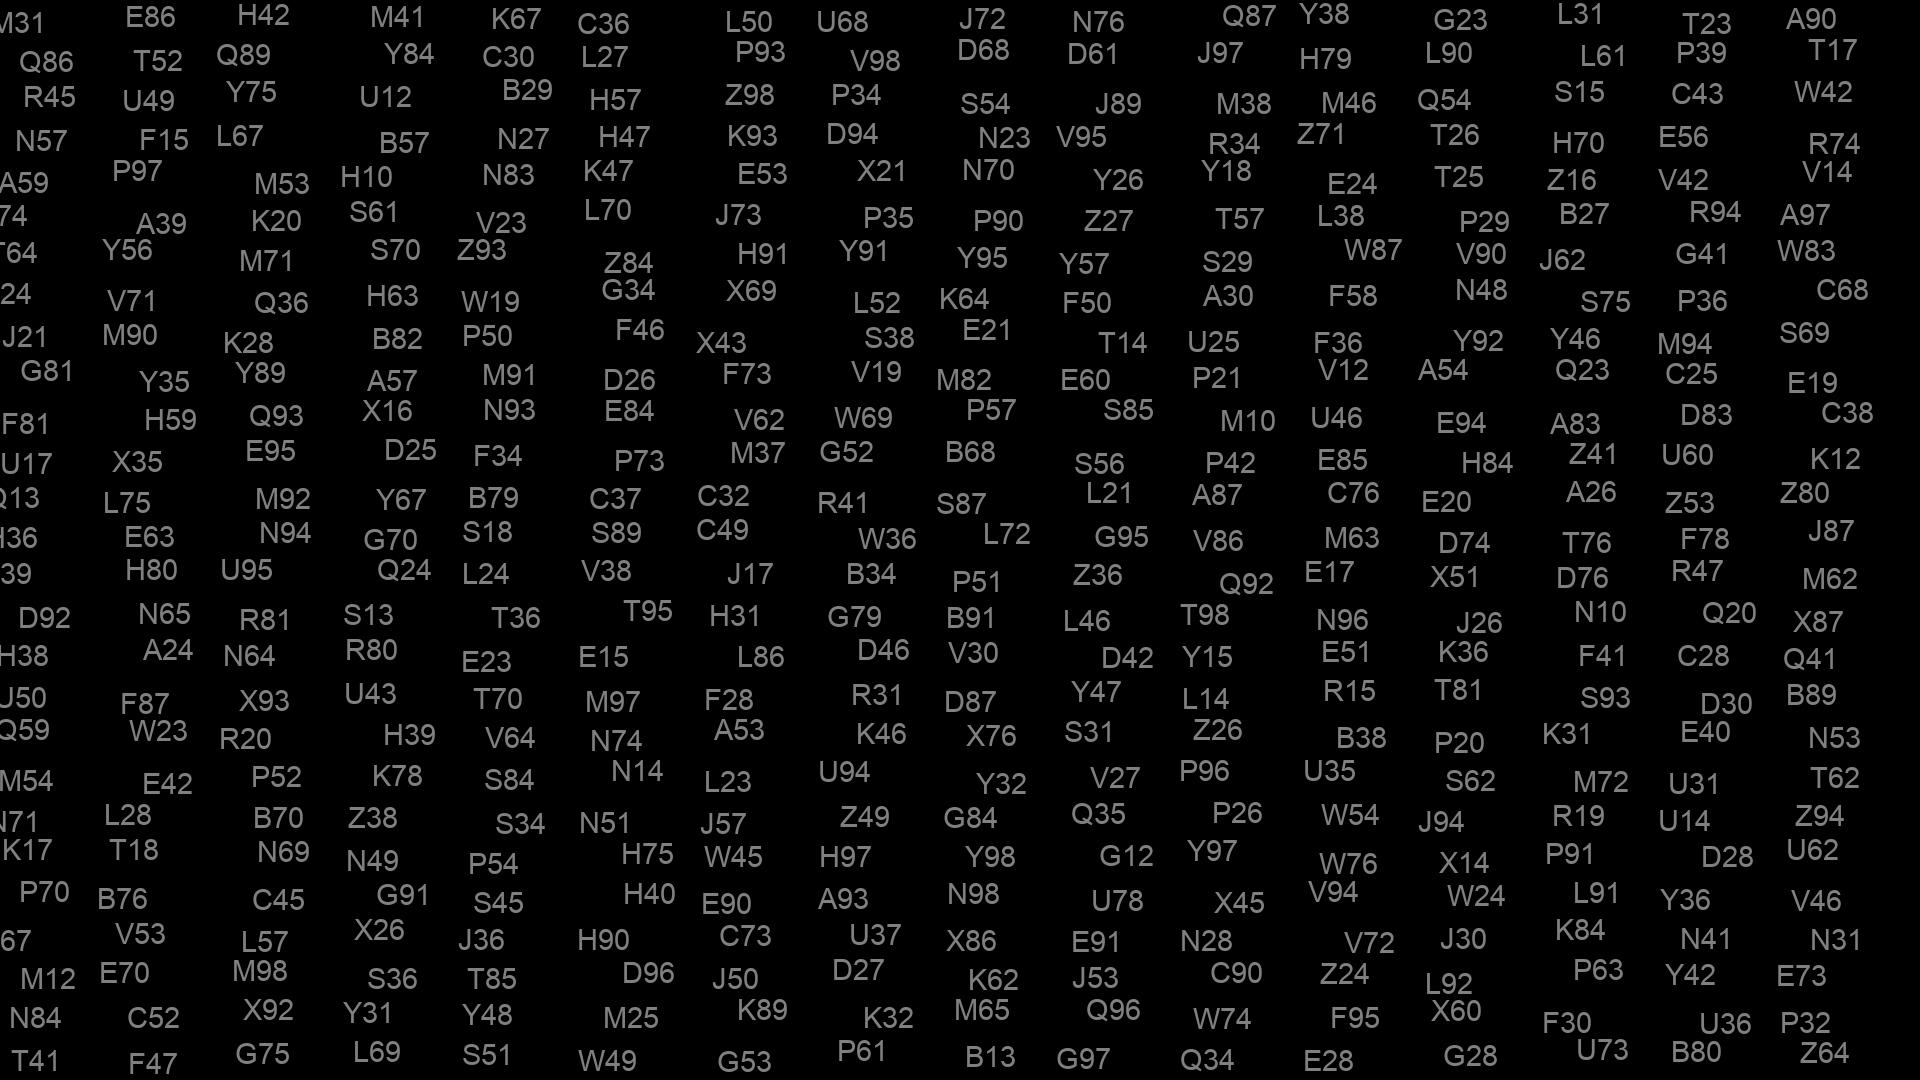 M31 E86 H42 M41 K67 C36 L50 U68 J72 N76 Q87 Y38 G23 L31 T23 A90
Q86 T52 Q89 Y84 C30 L27 P93 V98 D68 D61 J97 H79 L90 L61 P39 T17
R45 U49 Y75 U12 B29 H57 Z98 P34 S54 J89 M38 M46 Q54 S15 C43 W42
N57 F15 L67 B57 N27 H47 K93 D94 N23 V95 R34 Z71 T26 H70 E56 R74
A59 P97 M53 H10 N83 K47 E53 X21 N70 Y26 Y18 E24 T25 Z16 V42 V14
74 A39 K20 S61 V23 L70 J73 P35 P90 Z27 T57 L38 P29 B27 R94 A97
T64 Y56 M71 S70 Z93 Z84 H91 Y91 Y95 Y57 S29 W87 V90 J62 G41 W83
24 V71 Q36 H63 W19 G34 X69 L52 K64 F50 A30 F58 N48 S75 P36 C68
J21 M90 K28 B82 P50 F46 X43 S38 E21 T14 U25 F36 Y92 Y46 M94 S69
G81 Y35 Y89 A57 M91 D26 F73 V19 M82 E60 P21 V12 A54 Q23 C25 E19
F81 H59 Q93 X16 N93 E84 V62 W69 P57 S85 M10 U46 E94 A83 D83 C38
U17 X35 E95 D25 F34 P73 M37 G52 B68 S56 P42 E85 H84 Z41 U60 K12
Q13 L75 M92 Y67 B79 C37 C32 R41 S87 L21 A87 C76 E20 A26 Z53 Z80
H36 E63 N94 G70 S18 S89 C49 W36 L72 G95 V86 M63 D74 T76 F78 J87
39 H80 U95 Q24 L24 V38 J17 B34 P51 Z36 Q92 E17 X51 D76 R47 M62
D92 N65 R81 S13 T36 T95 H31 G79 B91 L46 T98 N96 J26 N10 Q20 X87
H38 A24 N64 R80 E23 E15 L86 D46 V30 D42 Y15 E51 K36 F41 C28 Q41
U50 F87 X93 U43 T70 M97 F28 R31 D87 Y47 L14 R15 T81 S93 D30 B89
Q59 W23 R20 H39 V64 N74 A53 K46 X76 S31 Z26 B38 P20 K31 E40 N53
M54 E42 P52 K78 S84 N14 L23 U94 Y32 V27 P96 U35 S62 M72 U31 T62
N71 L28 B70 Z38 S34 N51 J57 Z49 G84 Q35 P26 W54 J94 R19 U14 Z94
K17 T18 N69 N49 P54 H75 W45 H97 Y98 G12 Y97 W76 X14 P91 D28 U62
P70 B76 C45 G91 S45 H40 E90 A93 N98 U78 X45 V94 W24 L91 Y36 V46
67 V53 L57 X26 J36 H90 C73 U37 X86 E91 N28 V72 J30 K84 N41 N31
M12 E70 M98 S36 T85 D96 J50 D27 K62 J53 C90 Z24 L92 P63 Y42 E73
N84 C52 X92 Y31 Y48 M25 K89 K32 M65 Q96 W74 F95 X60 F30 U36 P32
T41 F47 G75 L69 S51 W49 G53 P61 B13 G97 Q34 E28 G28 U73 B80 Z64